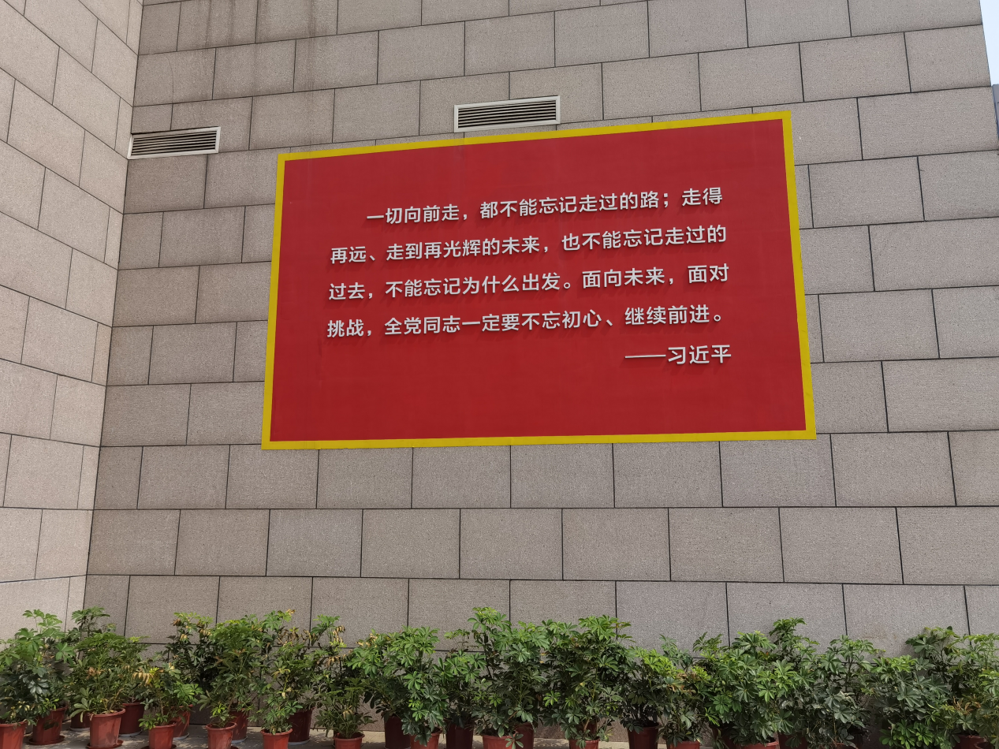 一切向前走，都不能忘记走过的路；走得
再远、走到再光辉的未来，也不能忘记走过的
过去，不能忘记为什么出发。面向未来，面对
挑战，全党同志一定要不忘初心、继续前进。
——习近平